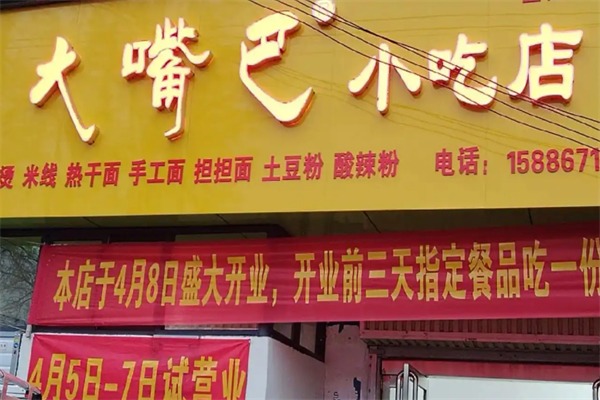 大嘴巴小吃店
烫 米线 热干面 手工面 担担面 土豆粉 酸辣粉 电话：1588671
本店于4月8日盛大开业，开业前三天指定餐品吃一份
4月5日-7日试营业